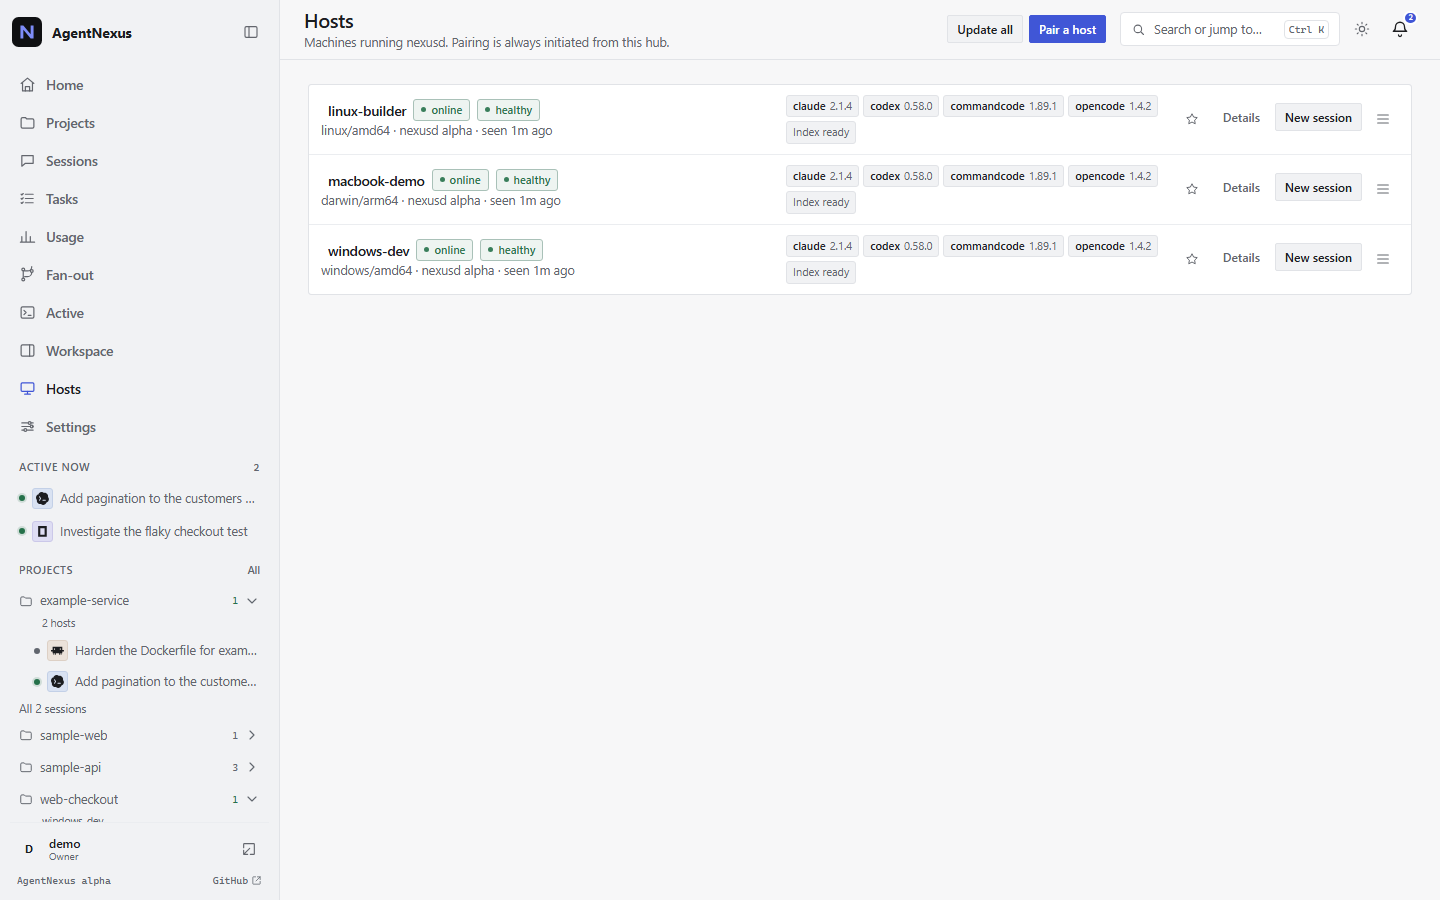 AgentNexus
Home
Projects
Sessions
Tasks
Usage
Fan-out
Active
Workspace
Hosts
Settings
ACTIVE NOW 2
Add pagination to the customers ...
Investigate the flaky checkout test
PROJECTS All
example-service 1
2 hosts
Harden the Dockerfile for exam...
Add pagination to the custome...
All 2 sessions
sample-web 1
sample-api 3
web-checkout 1
windows-dev
D demo
Owner
AgentNexus alpha GitHub
Hosts
Machines running nexusd. Pairing is always initiated from this hub.
Update all Pair a host Search or jump to... Ctrl K 2
linux-builder online healthy
linux/amd64 · nexusd alpha · seen 1m ago
claude 2.1.4 codex 0.58.0 commandcode 1.89.1 opencode 1.4.2
Index ready
Details New session
macbook-demo online healthy
darwin/arm64 · nexusd alpha · seen 1m ago
claude 2.1.4 codex 0.58.0 commandcode 1.89.1 opencode 1.4.2
Index ready
Details New session
windows-dev online healthy
windows/amd64 · nexusd alpha · seen 1m ago
claude 2.1.4 codex 0.58.0 commandcode 1.89.1 opencode 1.4.2
Index ready
Details New session